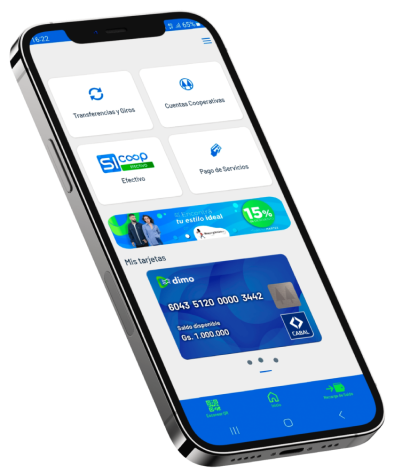 16:22
65%
Transferencias y Giros
Cuentas Cooperativas
SI COOP
EFECTIVO
Efectivo
Pago de Servicios
tu estilo ideal
15%
Mis tarjetas
dimo
6043 5120 0000 3442
Saldo disponible
Gs. 1.000.000
CABAL
Escanear QR
Inicio
Recarga de Saldo